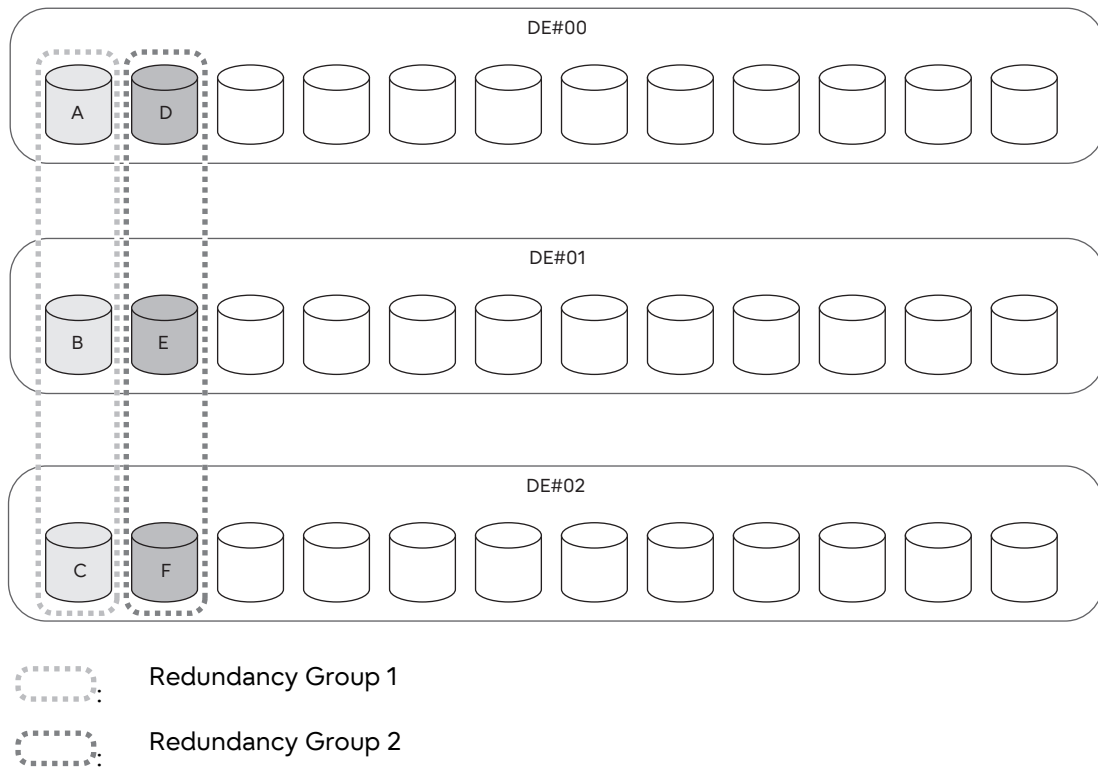 DE#00
A
D
DE#01
B
E
DE#02
C
F
: Redundancy Group 1
: Redundancy Group 2